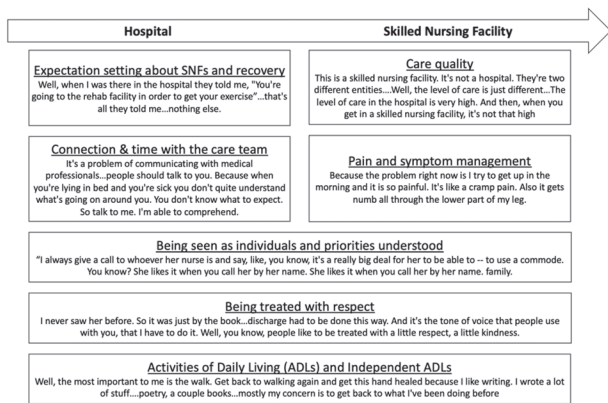 Hospital
Skilled Nursing Facility
Expectation setting about SNFs and recovery
Well, when I was there in the hospital they told me, "You're
going to the rehab facility in order to get your exercise"...that's
all they told me...nothing else.
Care quality
This is a skilled nursing facility. It's not a hospital. They're two
different entities....Well, the level of care is just different...The
level of care in the hospital is very high. And then, when you
get in a skilled nursing facility, it's not that high
Connection & time with the care team
It's a problem of communicating with medical
professionals...people should talk to you. Because when
you're lying in bed and you're sick you don't quite understand
what's going on around you. You don't know what to expect.
So talk to me. I'm able to comprehend.
Pain and symptom management
Because the problem right now is I try to get up in the
morning and it is so painful. It's like a cramp pain. Also it gets
numb all through the lower part of my leg.
Being seen as individuals and priorities understood
"I always give a call to whoever her nurse is and say, like, you know, it's a really big deal for her to be able to -- to use a commode.
You know? She likes it when you call her by her name. She likes it when you call her by her name. family.
Being treated with respect
I never saw her before. So it was just by the book...discharge had to be done this way. And it's the tone of voice that people use
with you, that I have to do it. Well, you know, people like to be treated with a little respect, a little kindness.
Activities of Daily Living (ADLs) and Independent ADLs
Well, the most important to me is the walk. Get back to walking again and get this hand healed because I like writing. I wrote a lot
of stuff....poetry, a couple books...mostly my concern is to get back to what I've been doing before